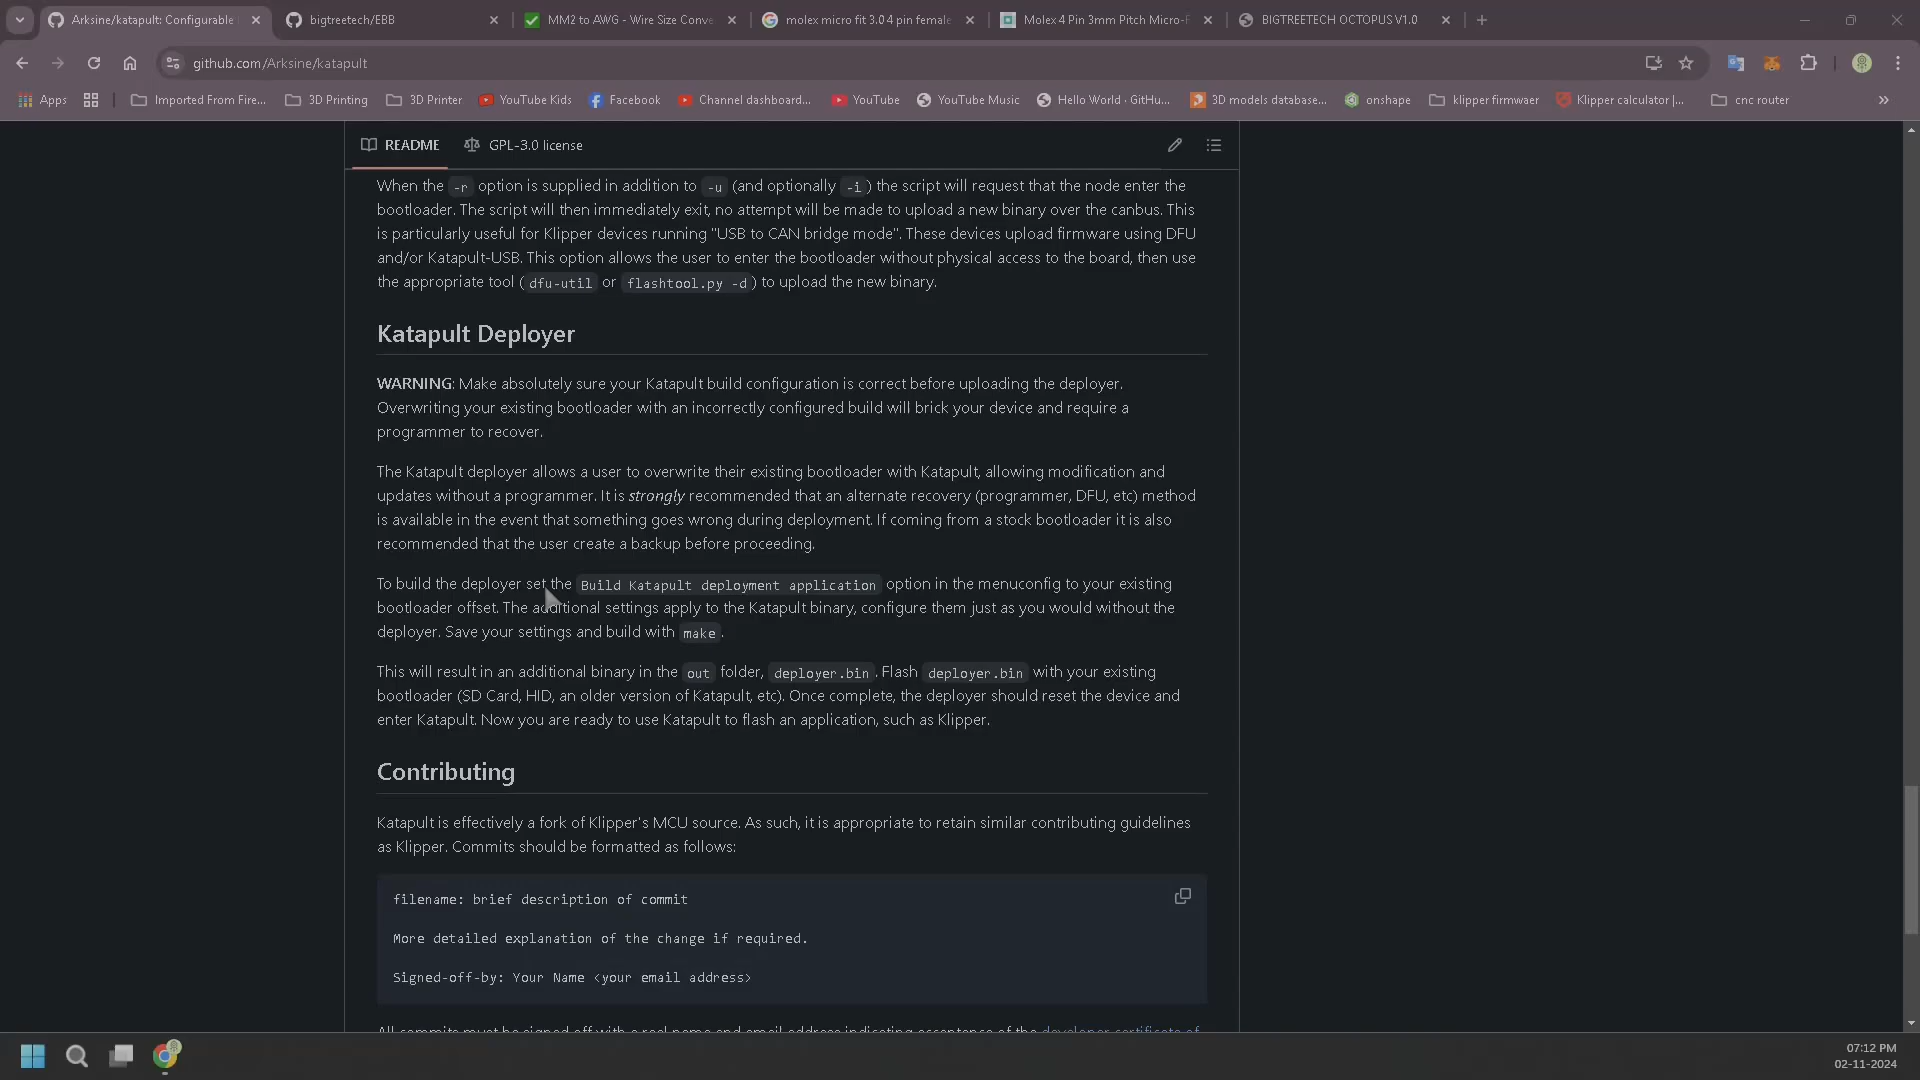 Arksine/katapult: Configurable
bigtreetech/EBB
MM2 to AWG - Wire Size Conve
molex micro fit 3.0 4 pin female
Molex 4 Pin 3mm Pitch Micro-F
BIGTREETECH OCTOPUS V1.0
github.com/Arksine/katapult
Apps
Imported From Fire...
3D Printing
3D Printer
YouTube Kids
Facebook
Channel dashboard...
YouTube
YouTube Music
Hello World · GitHu...
3D models database...
onshape
klipper firmwaer
Klipper calculator |...
cnc router
README
GPL-3.0 license
When the -r option is supplied in addition to -u (and optionally -i ) the script will request that the node enter the
bootloader. The script will then immediately exit, no attempt will be made to upload a new binary over the canbus. This
is particularly useful for Klipper devices running "USB to CAN bridge mode". These devices upload firmware using DFU
and/or Katapult-USB. This option allows the user to enter the bootloader without physical access to the board, then use
the appropriate tool ( dfu-util or flashtool.py -d ) to upload the new binary.
Katapult Deployer
WARNING: Make absolutely sure your Katapult build configuration is correct before uploading the deployer.
Overwriting your existing bootloader with an incorrectly configured build will brick your device and require a
programmer to recover.
The Katapult deployer allows a user to overwrite their existing bootloader with Katapult, allowing modification and
updates without a programmer. It is strongly recommended that an alternate recovery (programmer, DFU, etc) method
is available in the event that something goes wrong during deployment. If coming from a stock bootloader it is also
recommended that the user create a backup before proceeding.
To build the deployer set the Build Katapult deployment application option in the menuconfig to your existing
bootloader offset. The additional settings apply to the Katapult binary, configure them just as you would without the
deployer. Save your settings and build with make .
This will result in an additional binary in the out folder, deployer.bin . Flash deployer.bin with your existing
bootloader (SD Card, HID, an older version of Katapult, etc). Once complete, the deployer should reset the device and
enter Katapult. Now you are ready to use Katapult to flash an application, such as Klipper.
Contributing
Katapult is effectively a fork of Klipper's MCU source. As such, it is appropriate to retain similar contributing guidelines
as Klipper. Commits should be formatted as follows:
filename: brief description of commit
More detailed explanation of the change if required.
Signed-off-by: Your Name <your email address>
All commits must be signed off with a real name and email address indicating acceptance of the developer certificate of
07:12 PM
02-11-2024